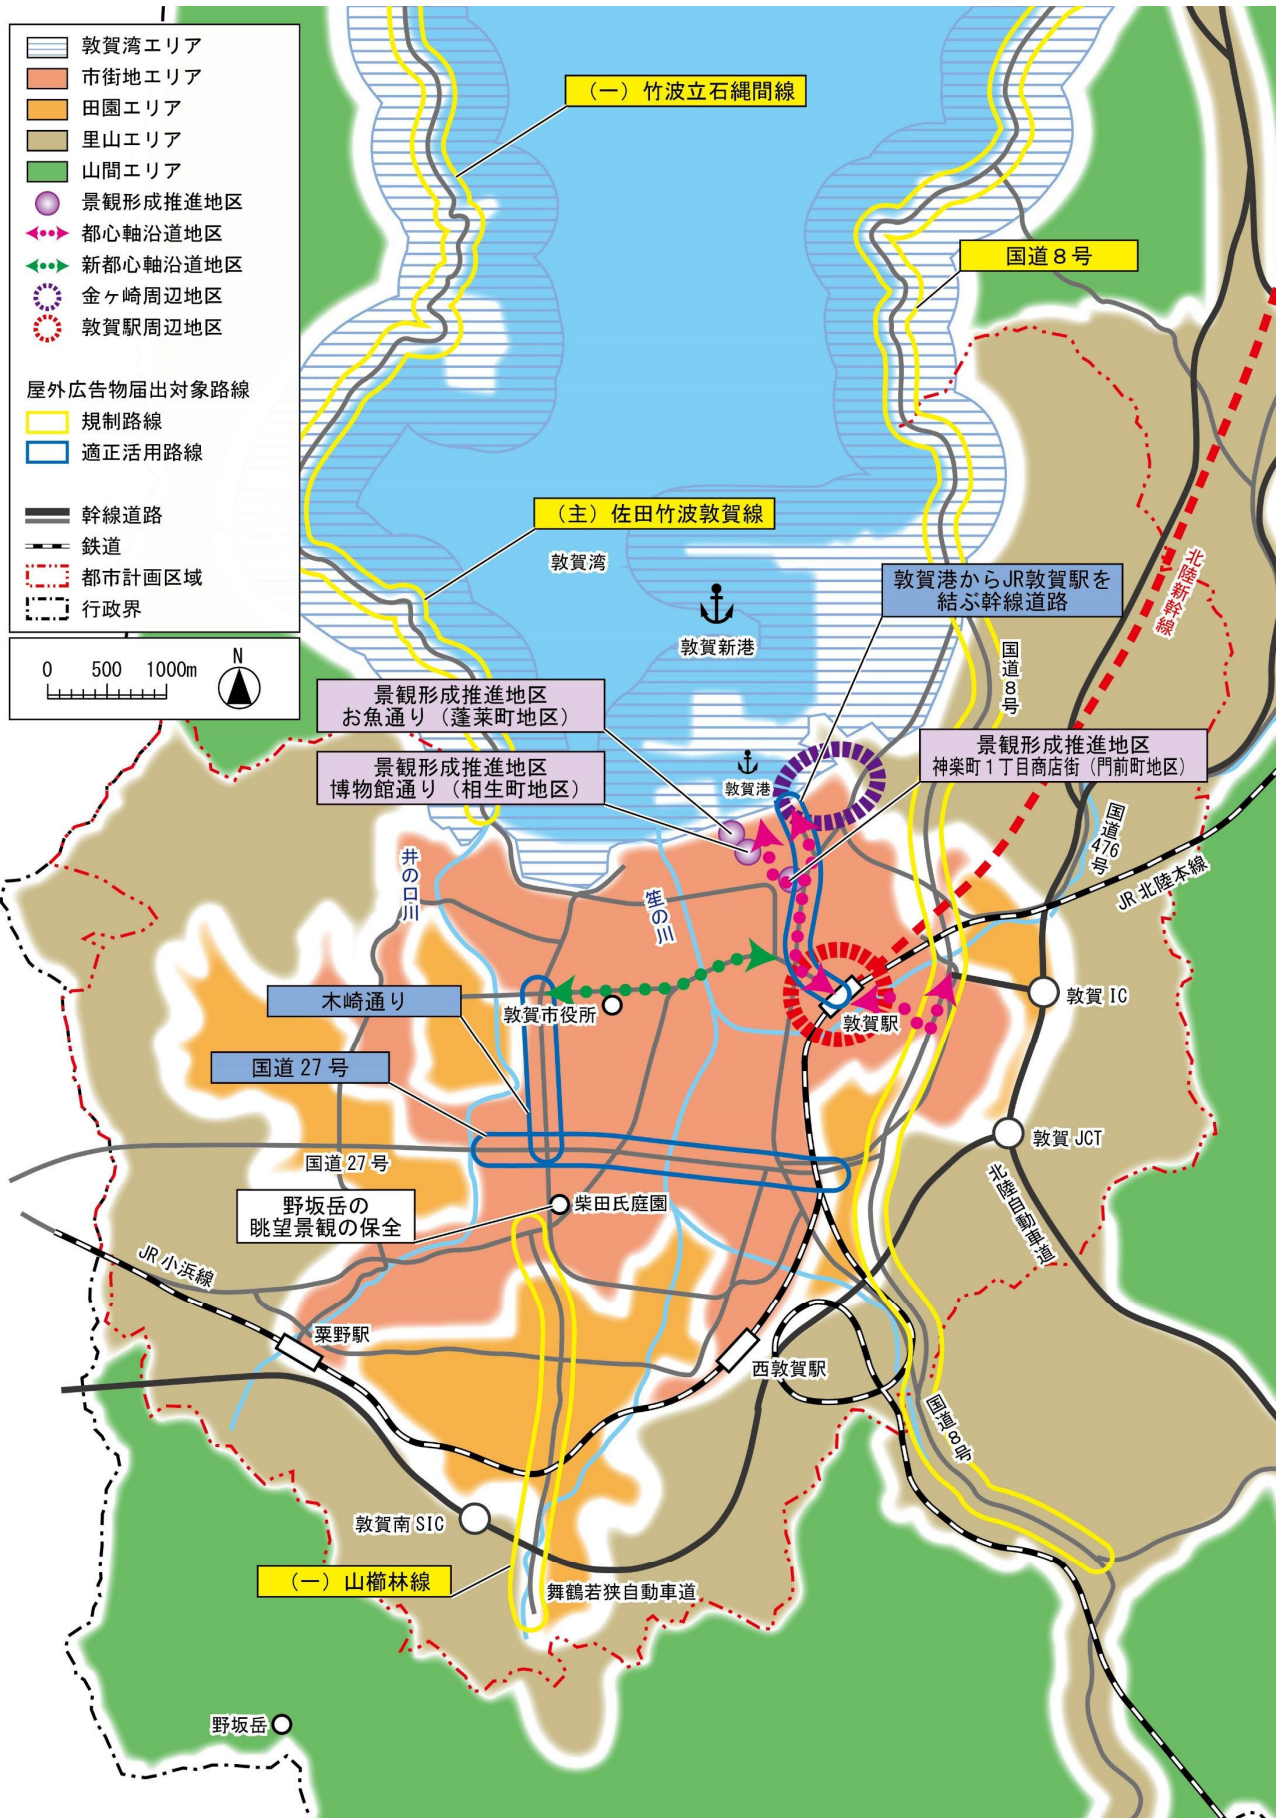 敦賀湾エリア
市街地エリア
田園エリア
里山エリア
山間エリア
景観形成推進地区
都心軸沿道地区
新都心軸沿道地区
金ヶ崎周辺地区
敦賀駅周辺地区
屋外広告物届出対象路線
規制路線
適正活用路線
幹線道路
鉄道
都市計画区域
行政界
0 500 1000m
N
（一）竹波立石縄間線
国道８号
（主）佐田竹波敦賀線
敦賀湾
敦賀新港
敦賀港からJR敦賀駅を
結ぶ幹線道路
北陸新幹線
国道８号
景観形成推進地区
お魚通り（蓬莱町地区）
景観形成推進地区
博物館通り（相生町地区）
敦賀港
景観形成推進地区
神楽町１丁目商店街（門前町地区）
国道476号
JR北陸本線
井の口川
笙の川
木崎通り
敦賀市役所
敦賀駅
敦賀IC
国道27号
敦賀JCT
国道27号
北陸自動車道
野坂岳の
眺望景観の保全
柴田氏庭園
JR小浜線
粟野駅
西敦賀駅
国道８号
敦賀南SIC
（一）山櫛林線
舞鶴若狭自動車道
野坂岳